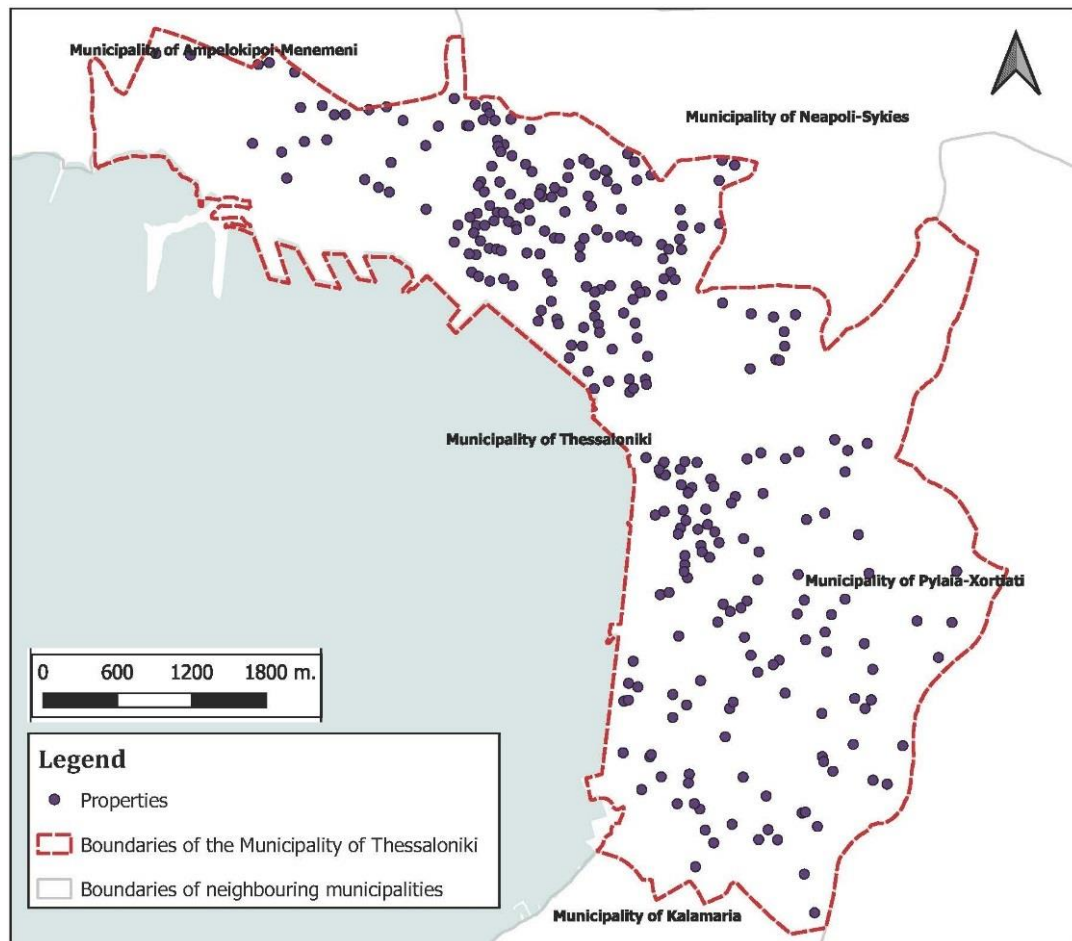 Municipality of Ampelokipoi-Menemeni
Municipality of Neapoli-Sykies
Municipality of Thessaloniki
Municipality of Pylaia-Xortiati
0 600 1200 1800 m.
Legend
Properties
Boundaries of the Municipality of Thessaloniki
Boundaries of neighbouring municipalities
Municipality of Kalamaria